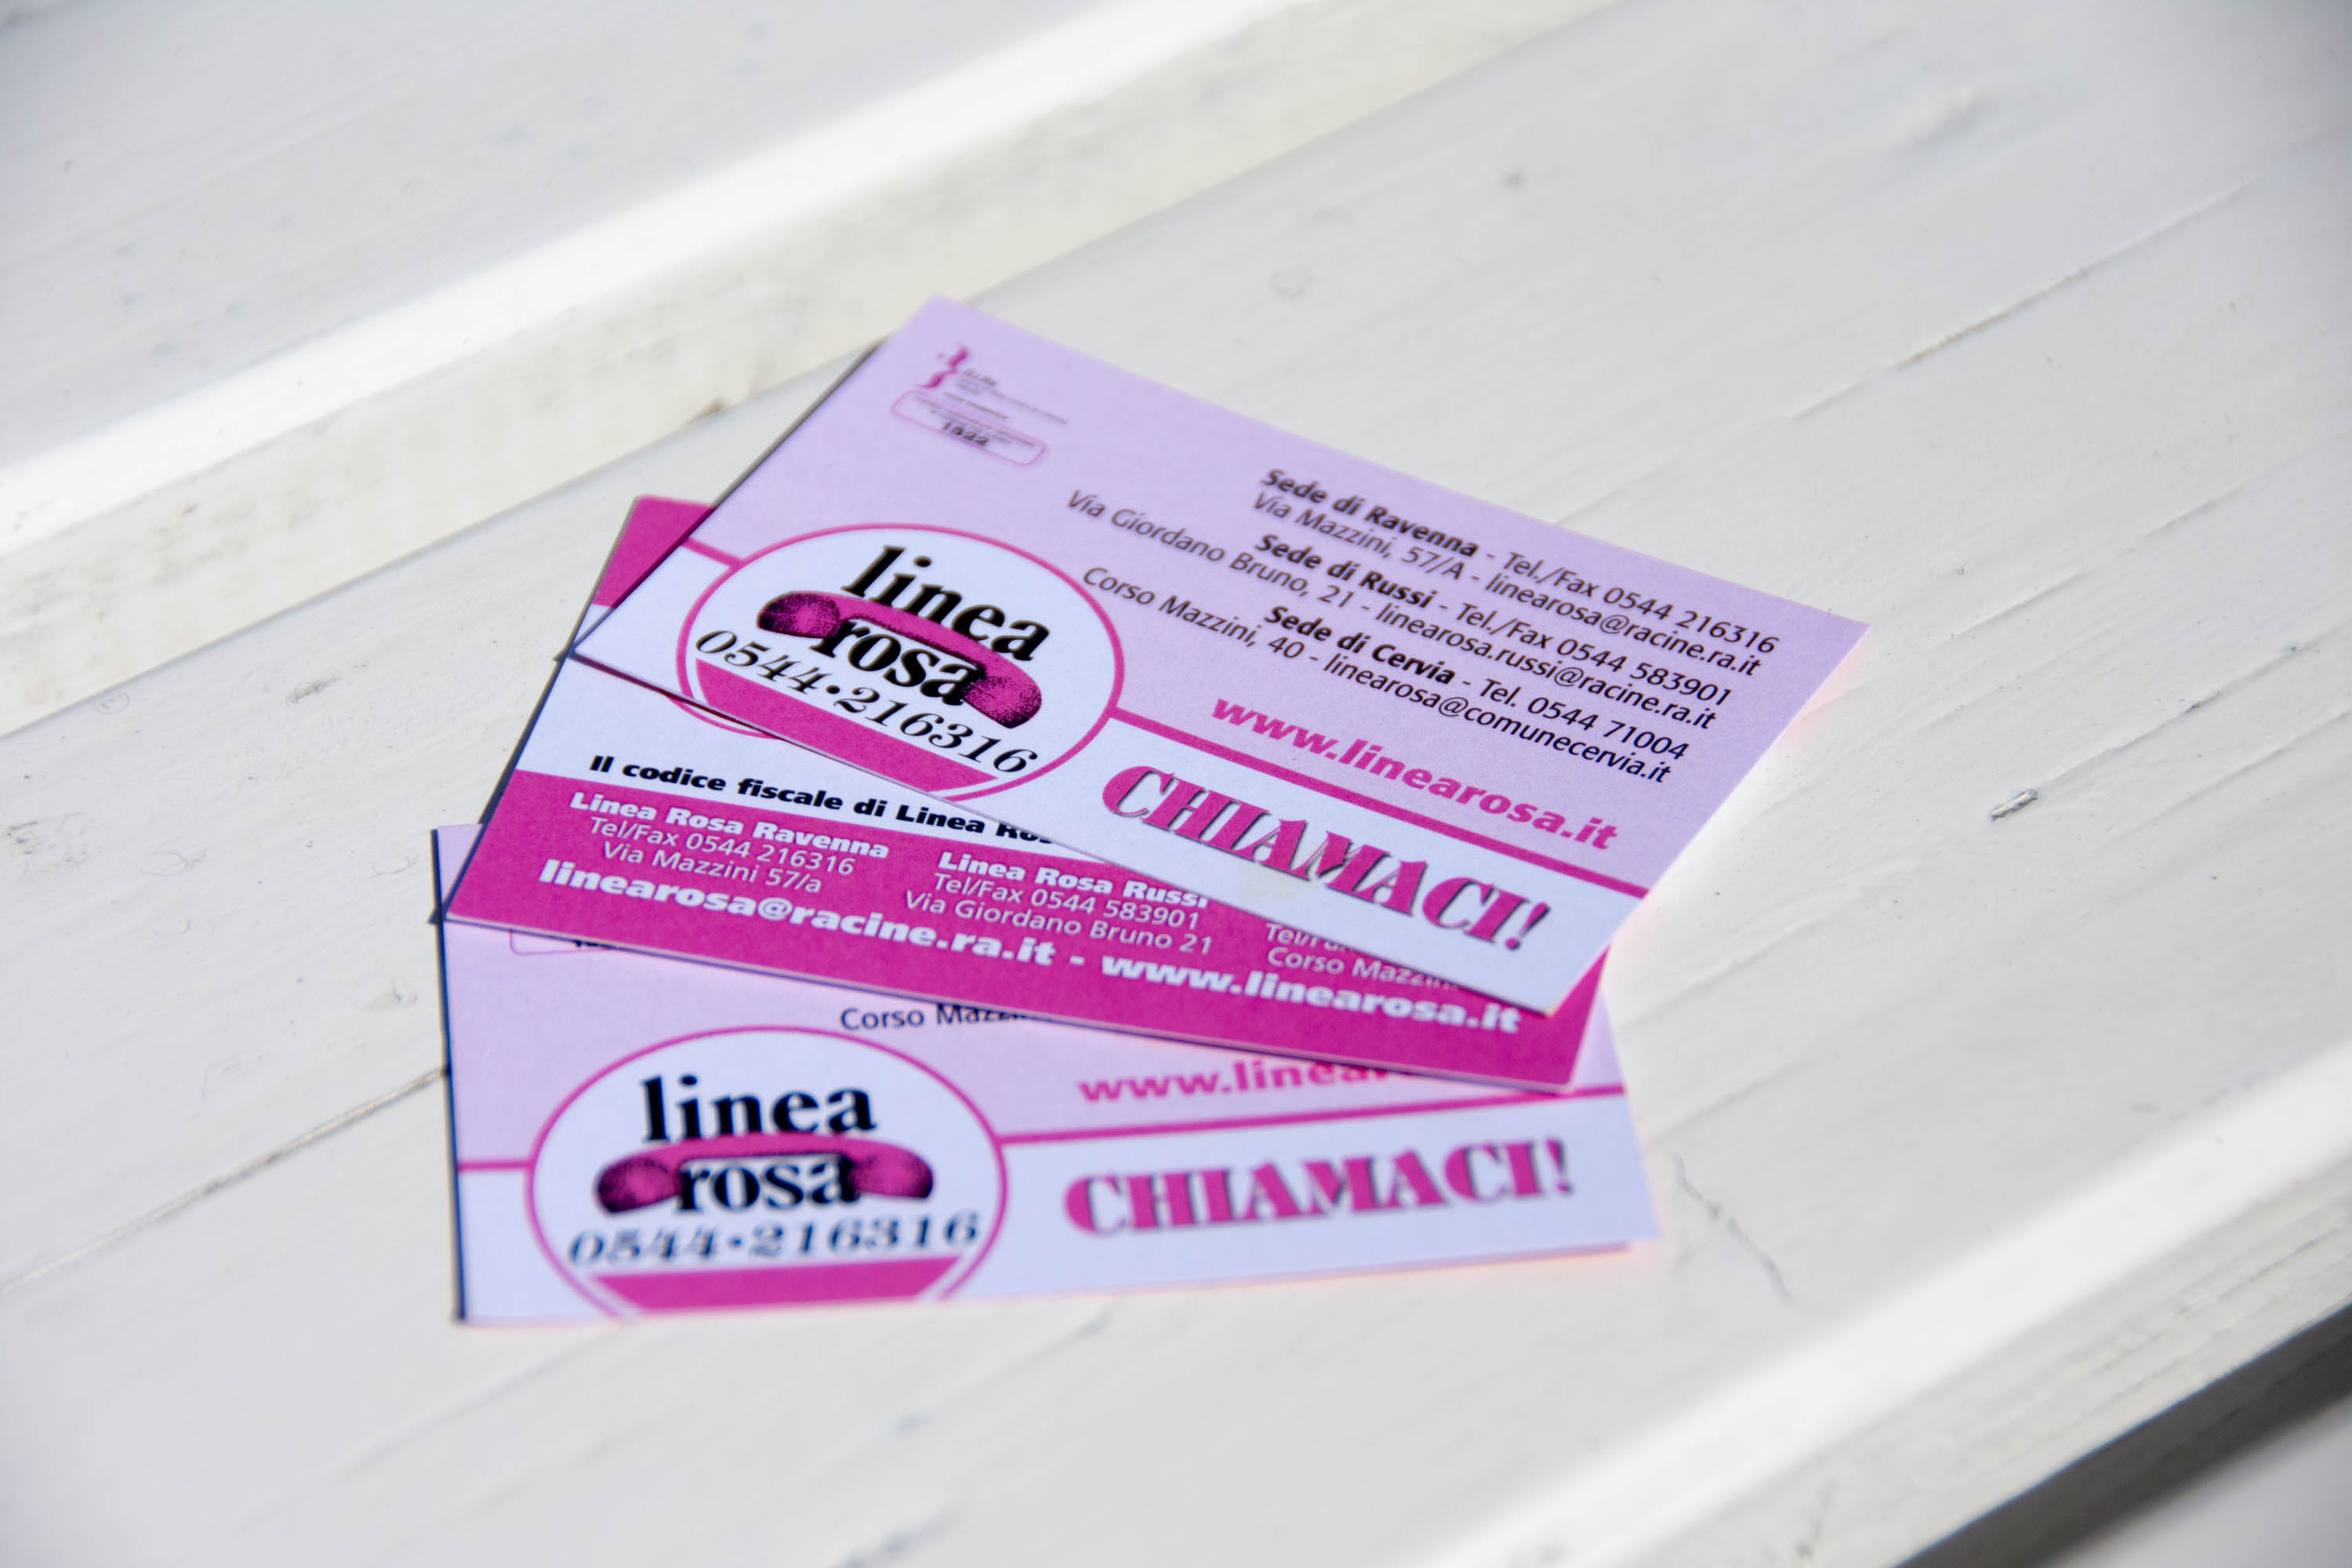 1522
Sede di Ravenna - Tel./Fax 0544 216316
Via Mazzini, 57/A - linearosa@racine.ra.it
Sede di Russi - Tel./Fax 0544 583901
Via Giordano Bruno, 21 - linearosa.russi@racine.ra.it
Sede di Cervia - Tel. 0544 71004
Corso Mazzini, 40 - linearosa@comunecervia.it
www.linearosa.it
linea
rosa
0544•216316
CHIAMACI!
Il codice fiscale di Linea
Linea Rosa Ravenna
Tel/Fax 0544 216316
Via Mazzini 57/a
Linea Rosa Russi
Tel/Fax 0544 583901
Via Giordano Bruno 21
Corso
linearosa@racine.ra.it - www.linearosa.it
Corso
linea
rosa
0544•216316
CHIAMACI!